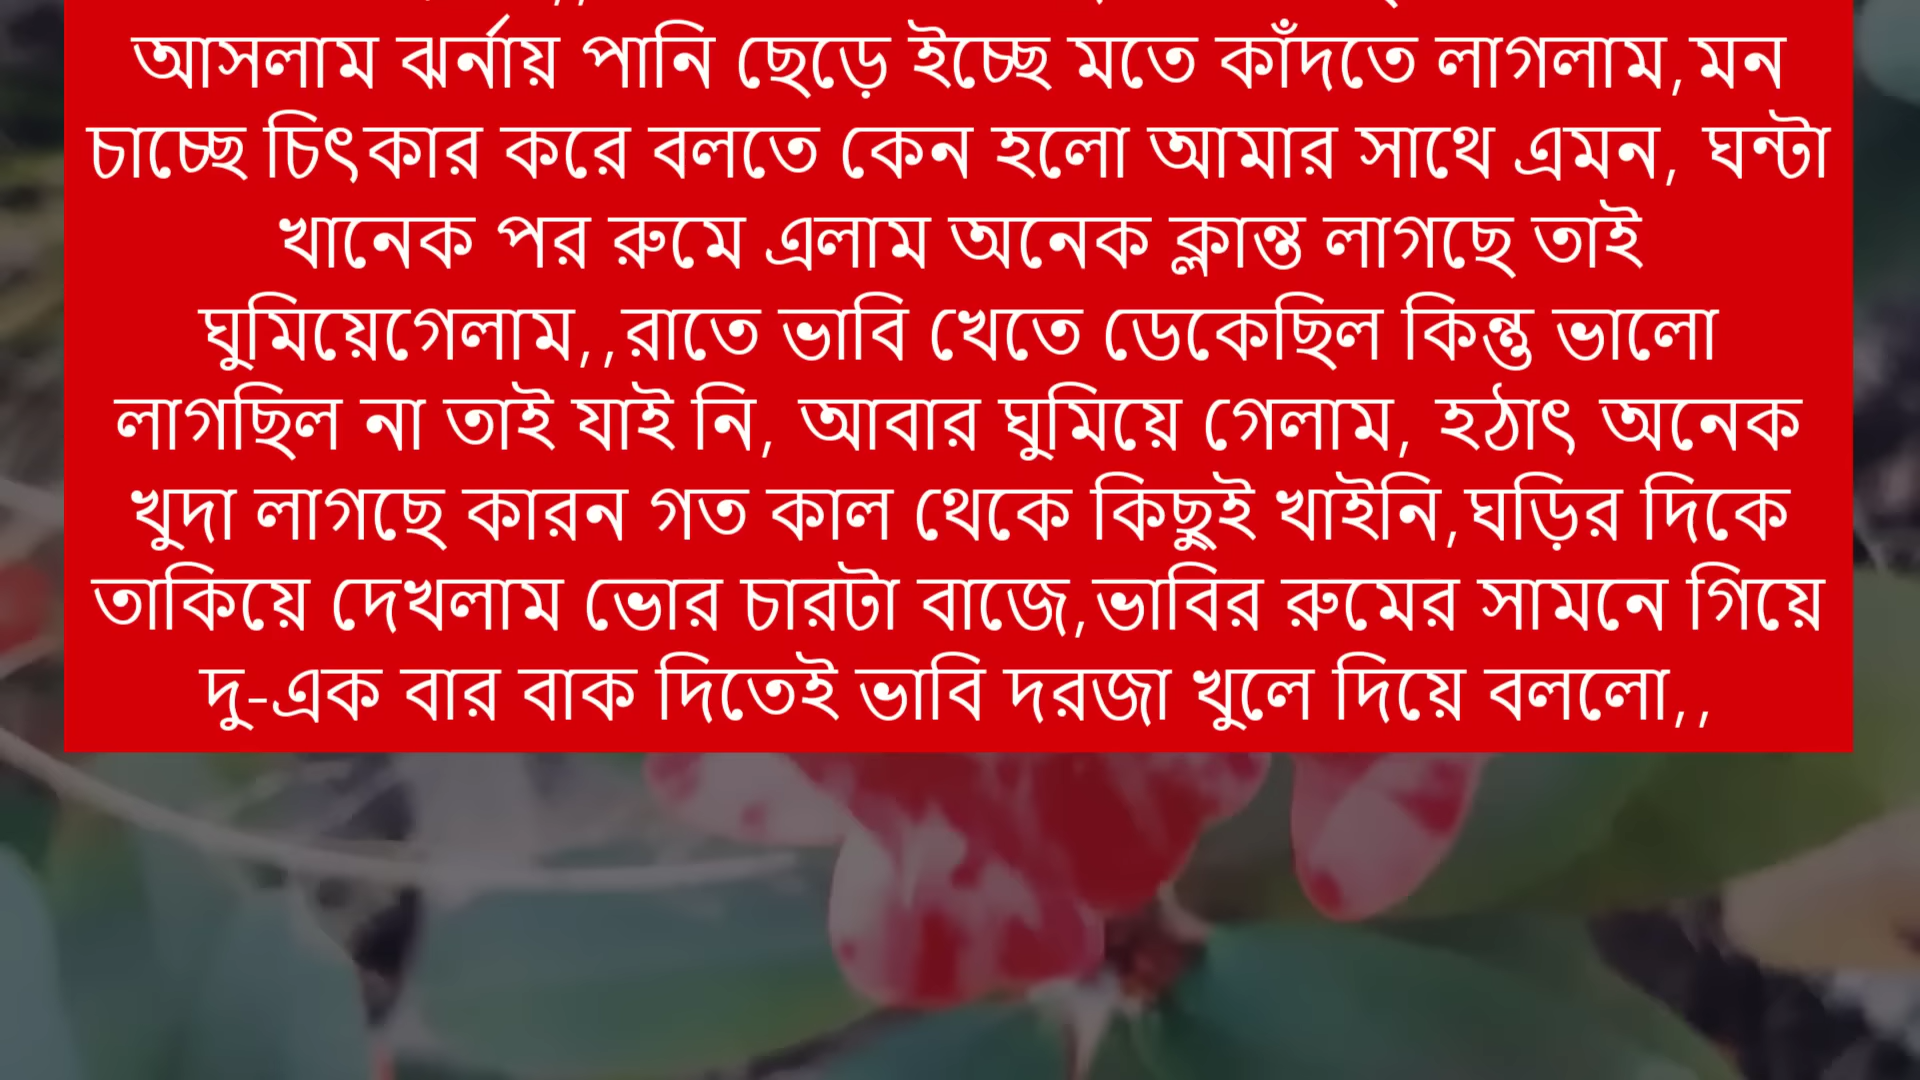 আসলাম ঝর্নায় পানি ছেড়ে ইচ্ছে মতে কাঁদতে লাগলাম,মন
চাচ্ছে চিৎকার করে বলতে কেন হলো আমার সাথে এমন, ঘন্টা
খানেক পর রুমে এলাম অনেক ক্লান্ত লাগছে তাই
ঘুমিয়েগেলাম,,রাতে ভাবি খেতে ডেকেছিল কিন্তু ভালো
লাগছিল না তাই যাই নি, আবার ঘুমিয়ে গেলাম, হঠাৎ অনেক
খুদা লাগছে কারন গত কাল থেকে কিছুই খাইনি,ঘড়ির দিকে
তাকিয়ে দেখলাম ভোর চারটা বাজে,ভাবির রুমের সামনে গিয়ে
দু-এক বার বাক দিতেই ভাবি দরজা খুলে দিয়ে বললো,,